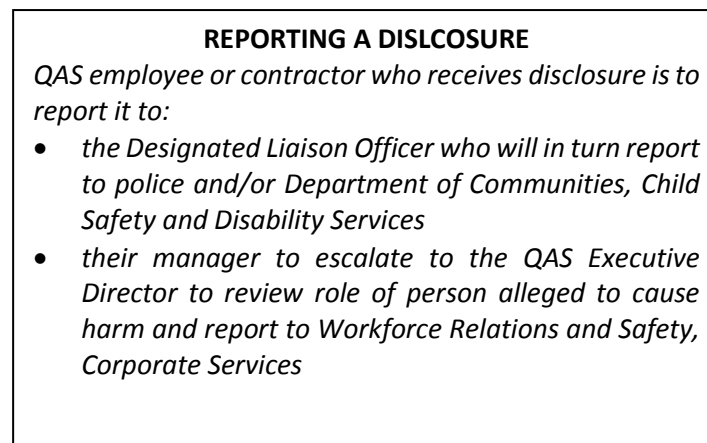 REPORTING A DISLCOSURE
QAS employee or contractor who receives disclosure is to
report it to:
• the Designated Liaison Officer who will in turn report
to police and/or Department of Communities, Child
Safety and Disability Services
• their manager to escalate to the QAS Executive
Director to review role of person alleged to cause
harm and report to Workforce Relations and Safety,
Corporate Services